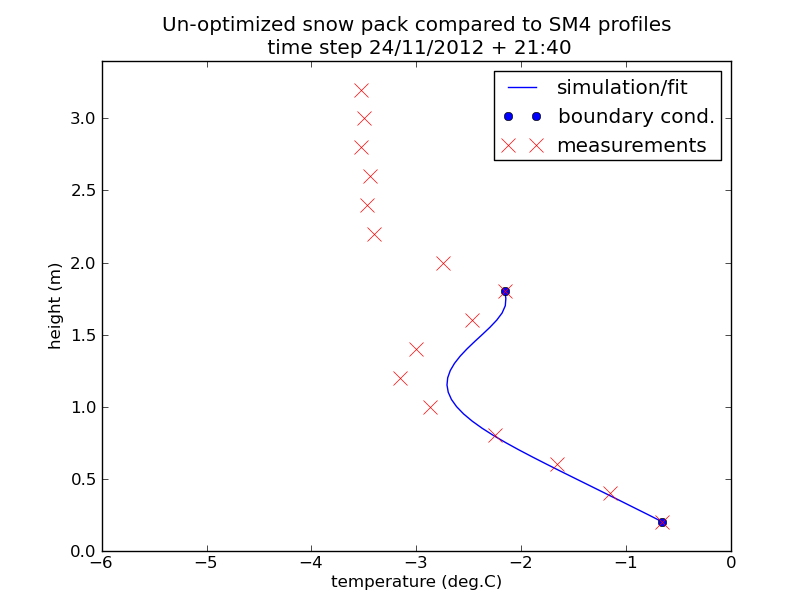 Un-optimized snow pack compared to SM4 profiles
time step 24/11/2012 + 21:40
simulation/fit
boundary cond.
measurements
height (m)
3.0
2.5
2.0
1.5
1.0
0.5
0.0
−6 −5 −4 −3 −2 −1 0
temperature (deg.C)